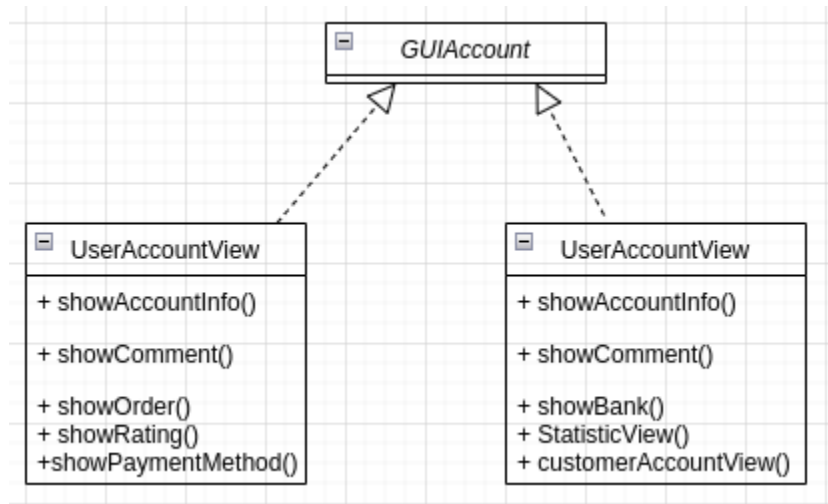 GUIAccount
UserAccountView
+ showAccountInfo()
+ showComment()
+ showOrder()
+ showRating()
+showPaymentMethod()
UserAccountView
+ showAccountInfo()
+ showComment()
+ showBank()
+ StatisticView()
+ customerAccountView()